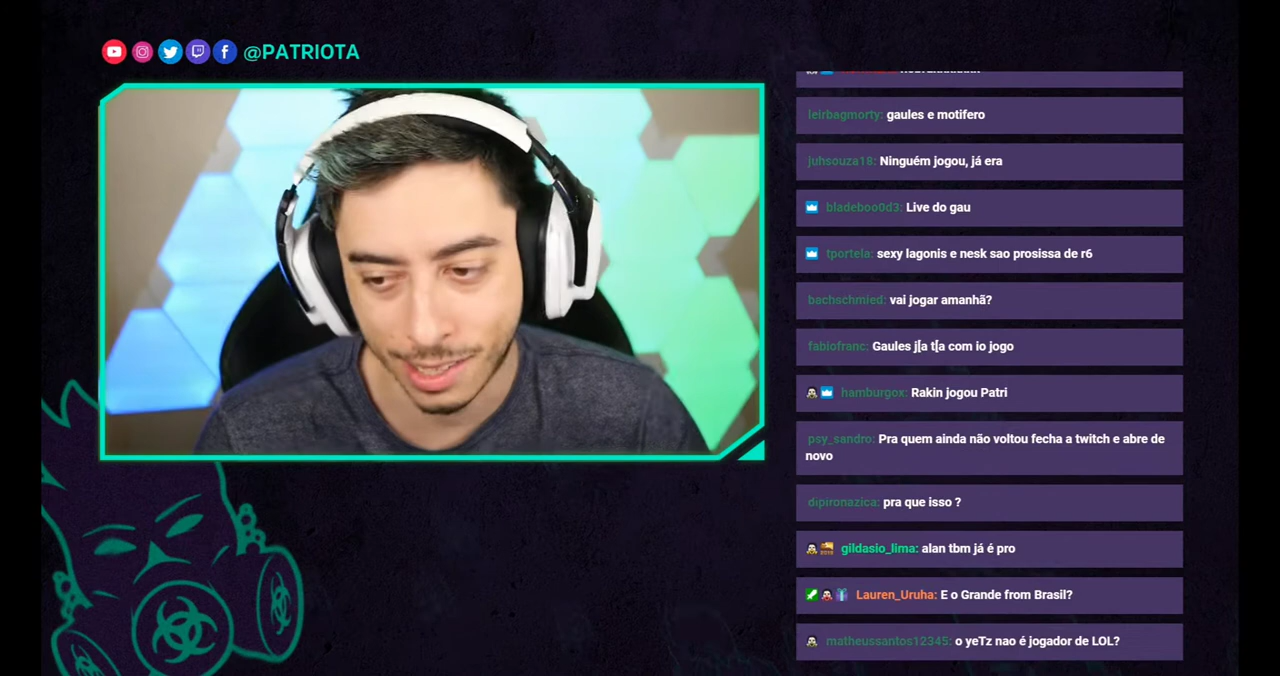 @PATRIOTA
leirbagmorty: gaules e motifero
juhsouza18: Ninguém jogou, já era
bladeboo0d3: Live do gau
tportela: sexy lagonis e nesk sao prosissa de r6
bachschmied: vai jogar amanhã?
fabiofranc: Gaules j[a t[a com io jogo
hamburgox: Rakin jogou Patri
psy_sandro: Pra quem ainda não voltou fecha a twitch e abre de
novo
dipironazica: pra que isso ?
gildasio_lima: alan tbm já é pro
Lauren_Uruha: E o Grande from Brasil?
matheussantos12345: o yeTz nao é jogador de LOL?